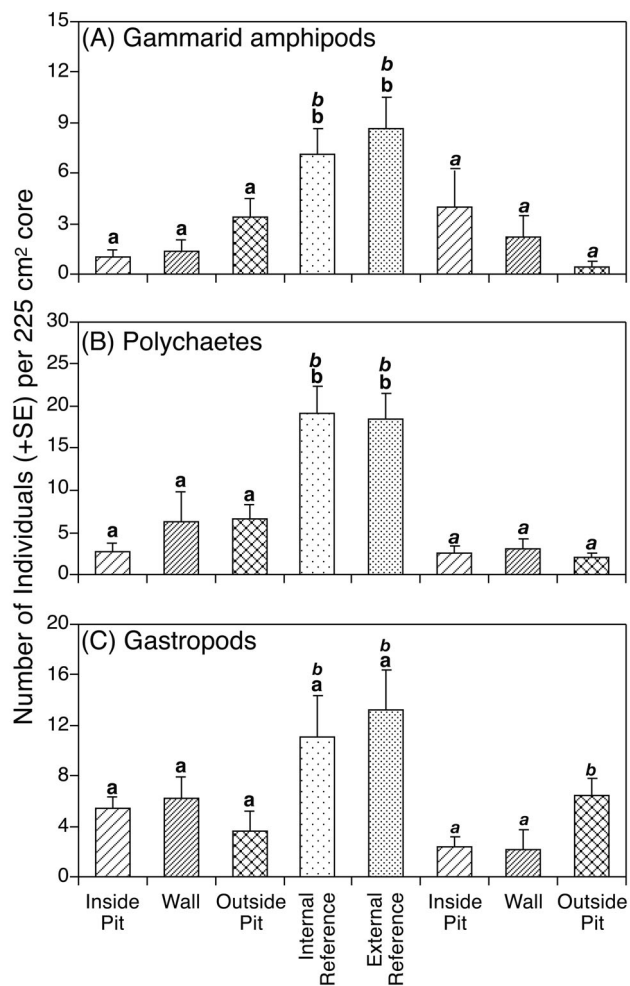 Number of Individuals (+SE) per 225 cm² core
(A) Gammarid amphipods
15
12
9
6
3
0
a
a
a
b
b
b
b
a
a
a
(B) Polychaetes
30
25
20
15
10
5
0
a
a
a
b
b
b
b
a
a
a
(C) Gastropods
20
16
12
8
4
0
a
a
a
b
a
b
a
a
a
b
Inside
Pit
Wall
Outside
Pit
Internal
Reference
External
Reference
Inside
Pit
Wall
Outside
Pit